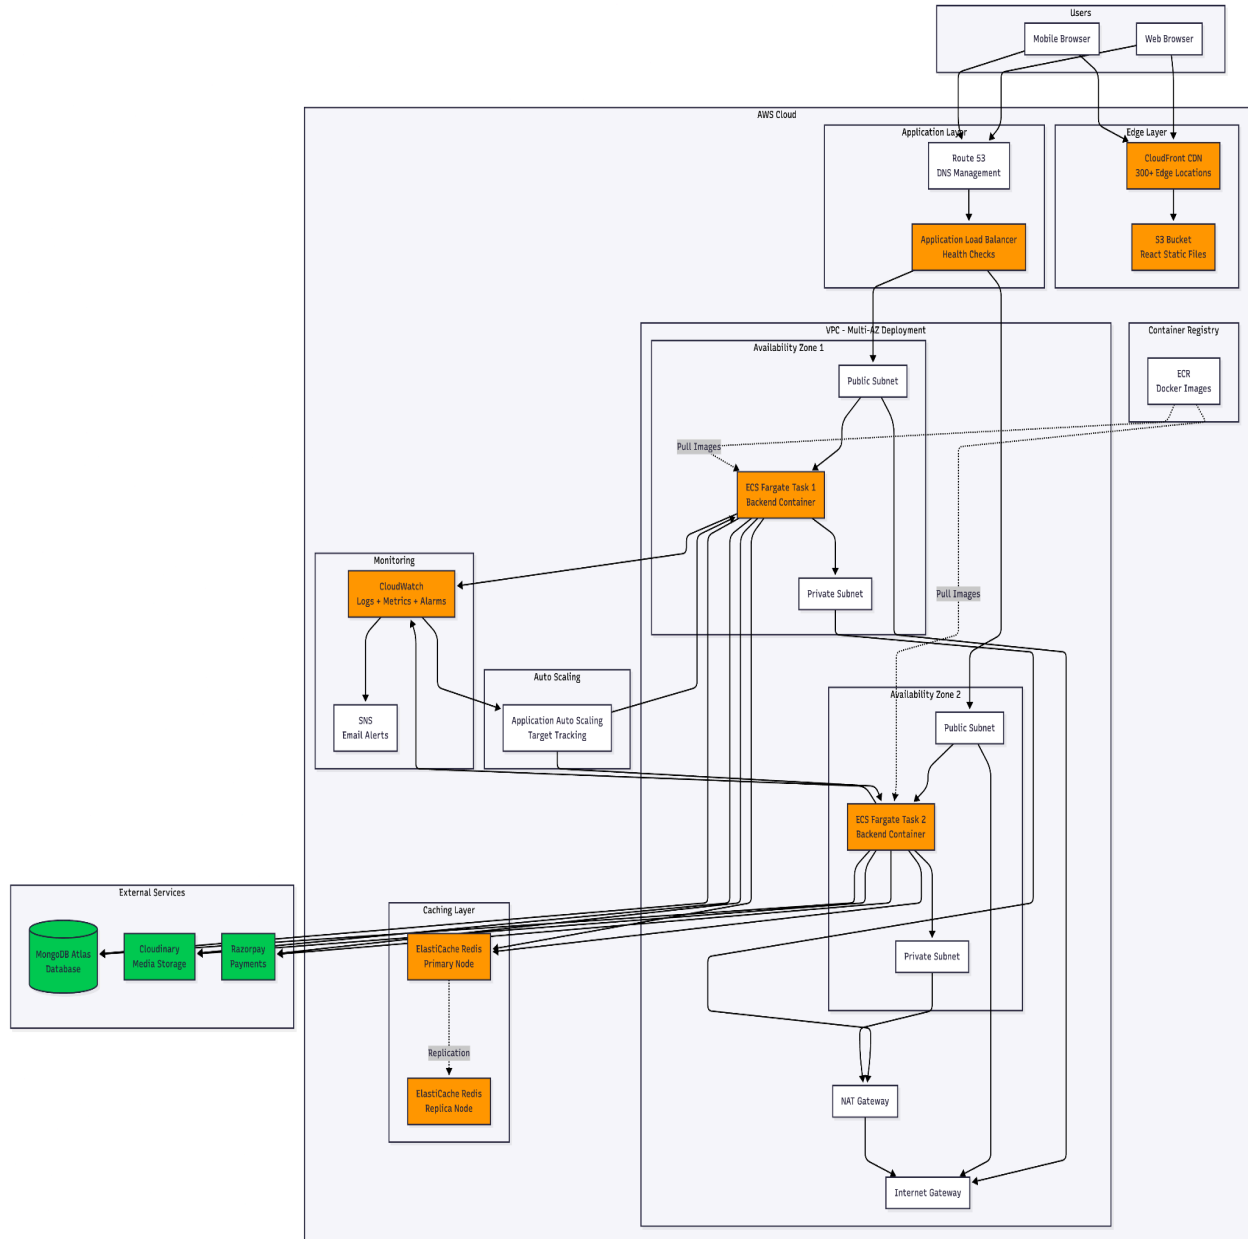 Users
Mobile Browser
Web Browser
AWS Cloud
Application Layer
Edge Layer
Route 53
DNS Management
CloudFront CDN
300+ Edge Locations
Application Load Balancer
Health Checks
S3 Bucket
React Static Files
VPC - Multi-AZ Deployment
Container Registry
Availability Zone 1
ECR
Docker Images
Public Subnet
Pull Images
ECS Fargate Task 1
Backend Container
Monitoring
CloudWatch
Logs + Metrics + Alarms
Private Subnet
Pull Images
Auto Scaling
Availability Zone 2
SNS
Email Alerts
Application Auto Scaling
Target Tracking
Public Subnet
ECS Fargate Task 2
Backend Container
External Services
Caching Layer
MongoDB Atlas
Database
Cloudinary
Media Storage
Razorpay
Payments
ElastiCache Redis
Primary Node
Private Subnet
Replication
ElastiCache Redis
Replica Node
NAT Gateway
Internet Gateway